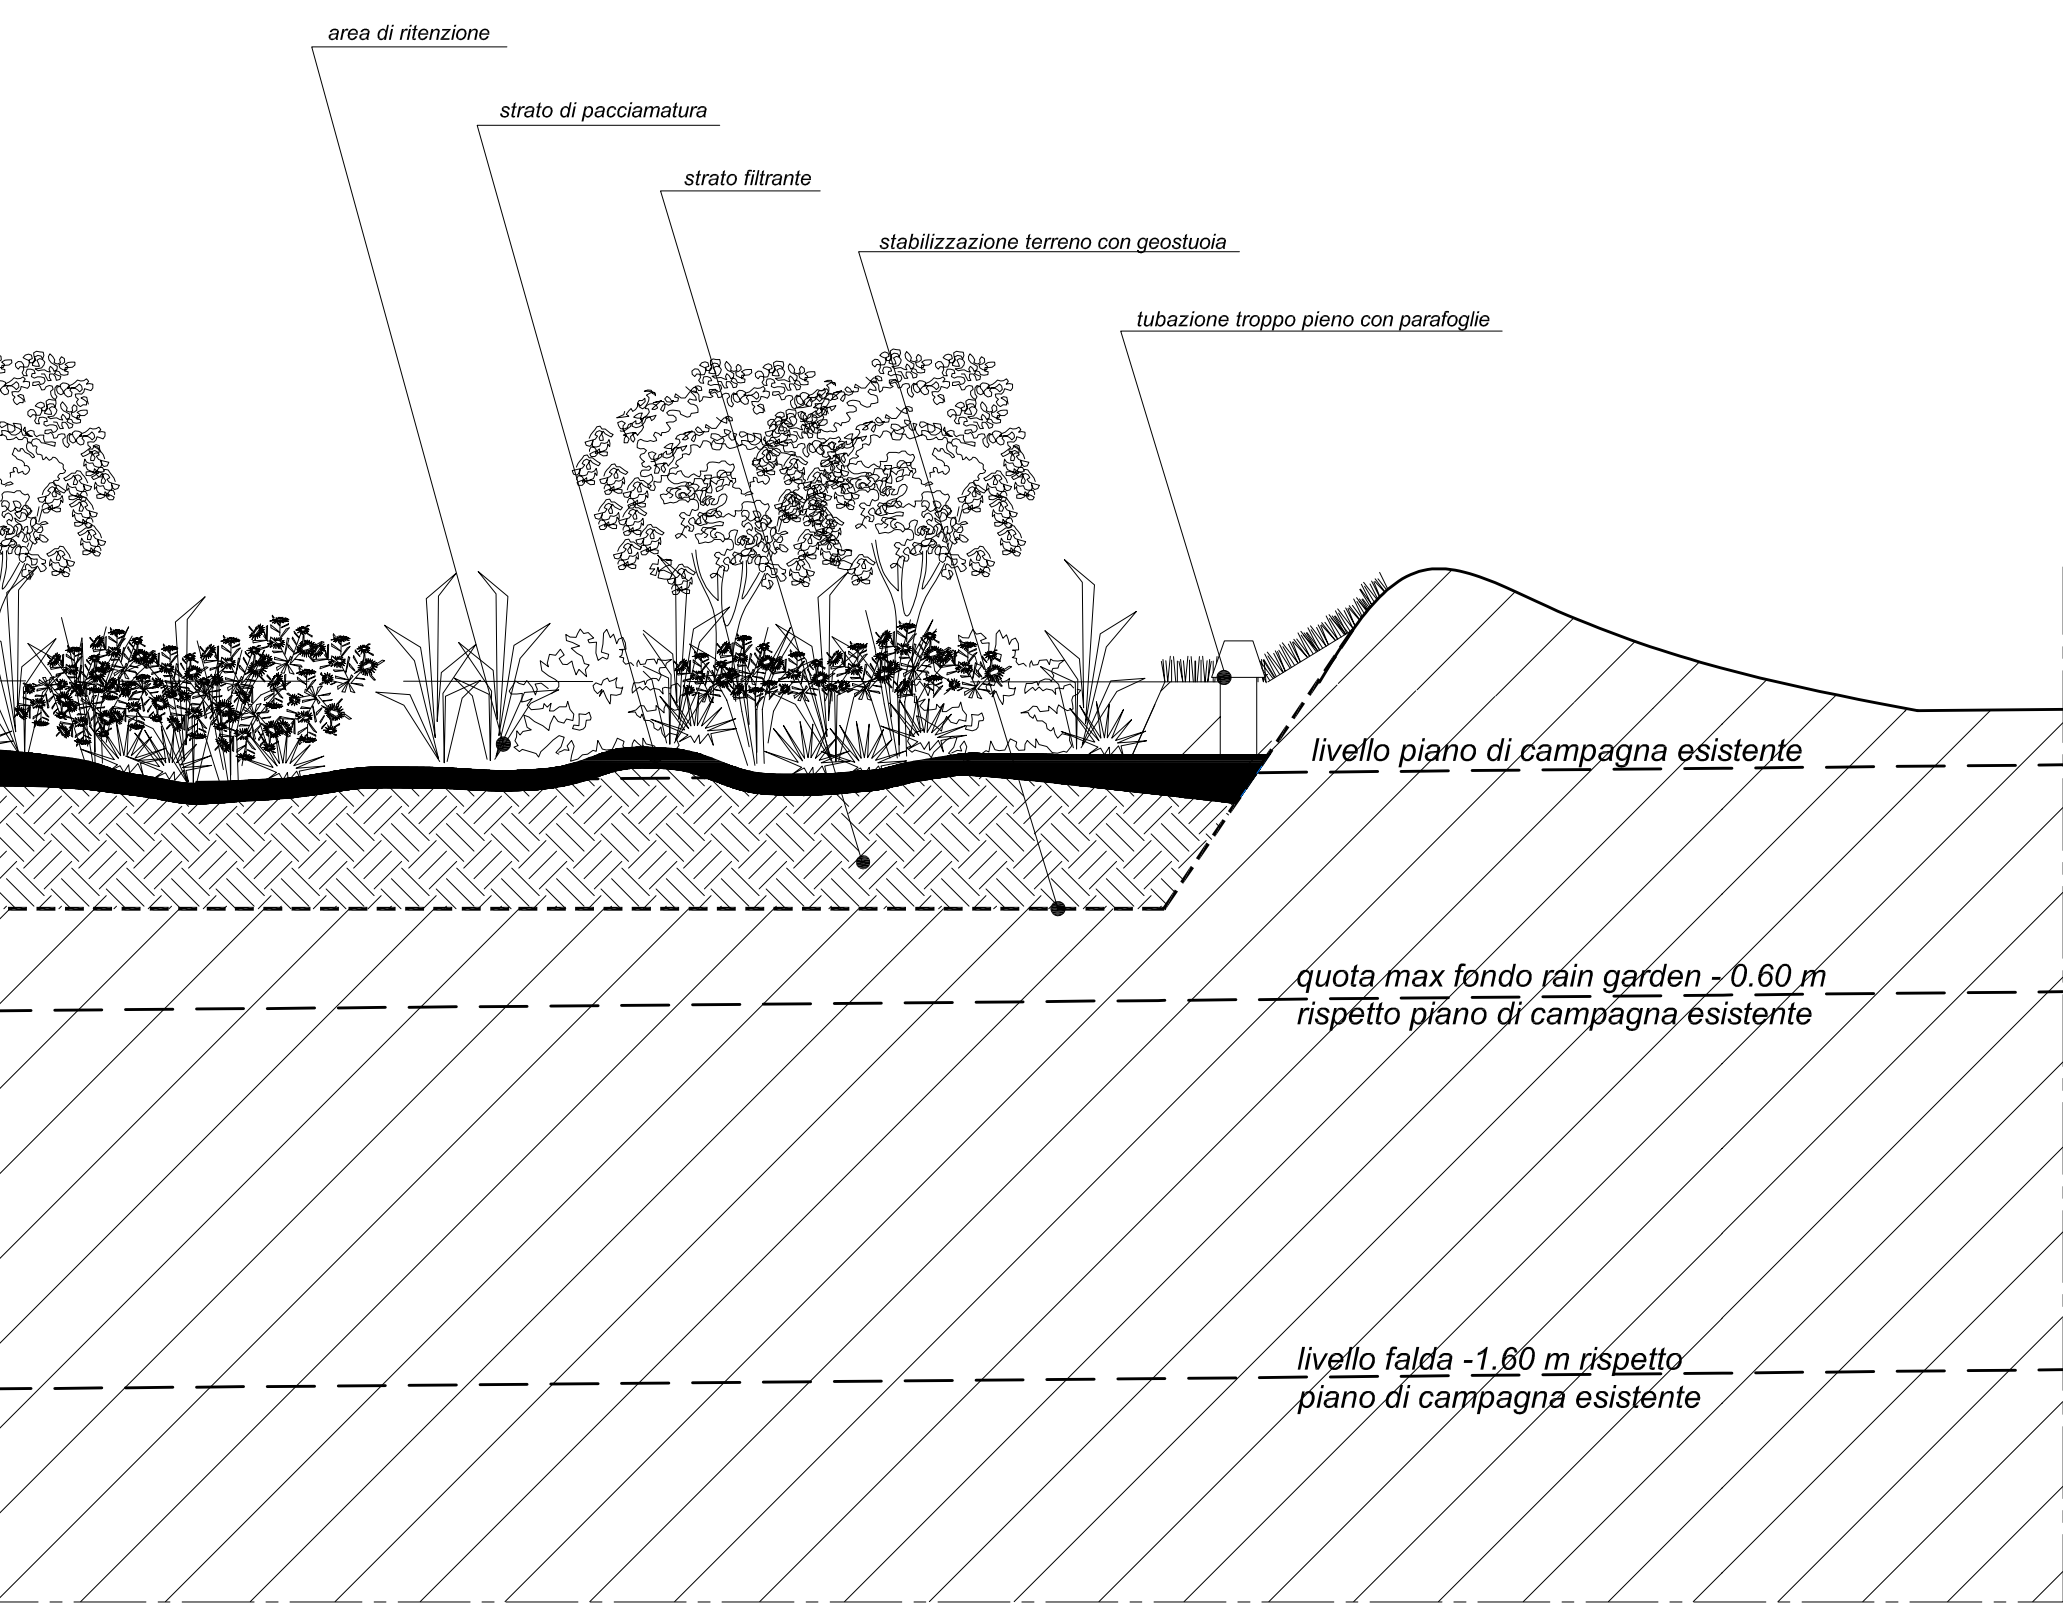 area di ritenzione
strato di pacciamatura
strato filtrante
stabilizzazione terreno con geostuoia
tubazione troppo pieno con parafoglie
livello piano di campagna esistente
quota max fondo rain garden - 0.60 m
rispetto piano di campagna esistente
livello falda -1.60 m rispetto
piano di campagna esistente